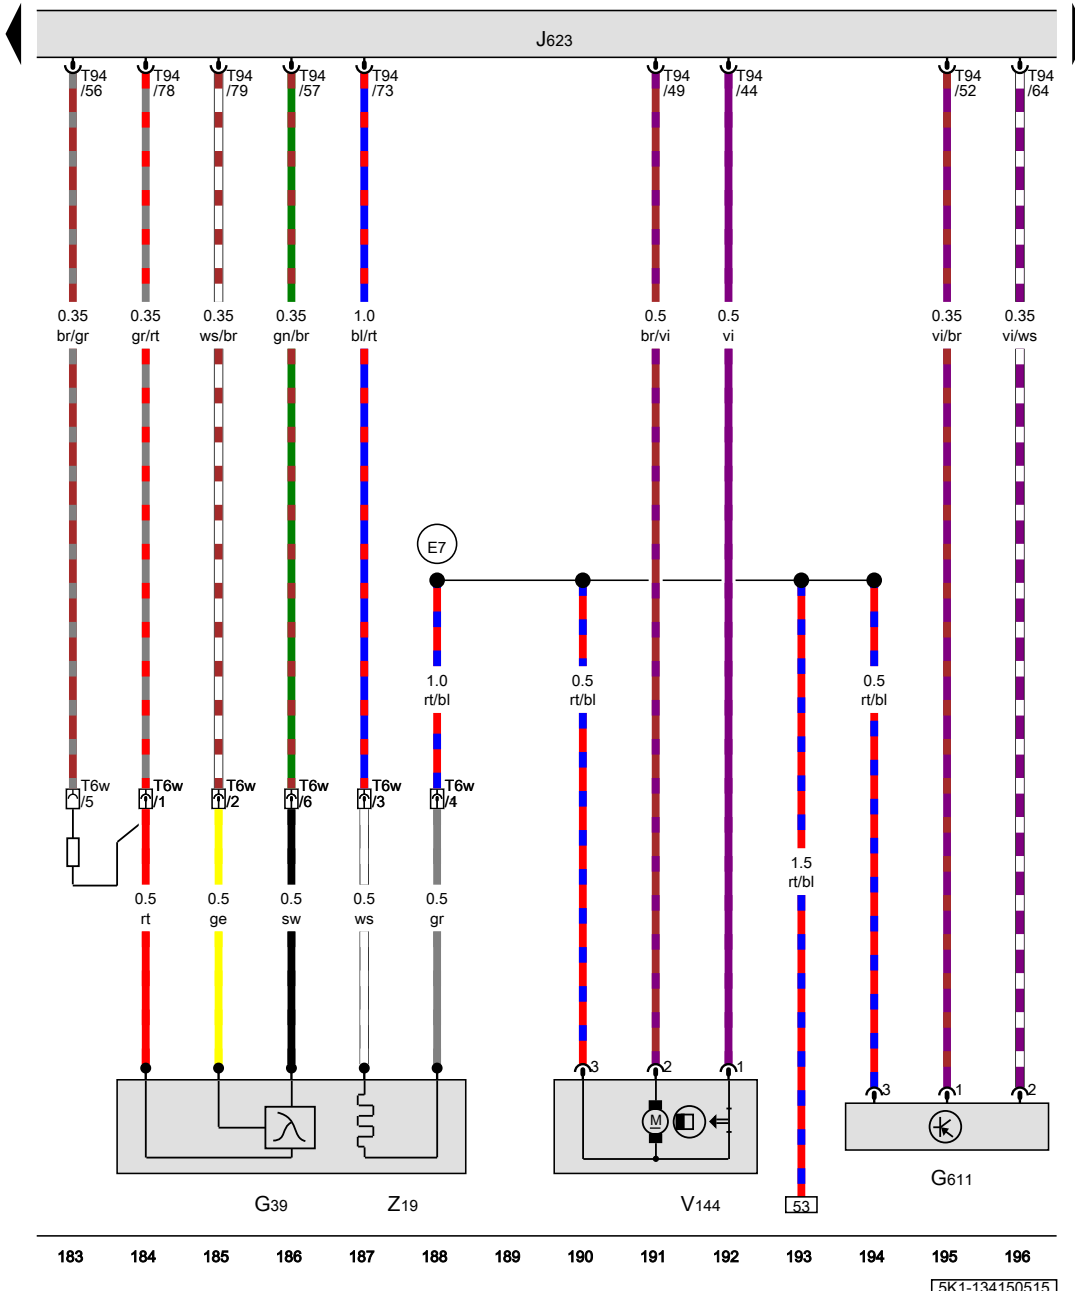 J623
T94 T94 T94 T94 T94 T94 T94 T94 T94
/56 /78 /79 /57 /73 /49 /44 /52 /64
0.35 0.35 0.35 0.35 1.0 0.5 0.5 0.35 0.35
br/gr gr/rt ws/br gn/br bl/rt br/vi vi vi/br vi/ws
E7
1.0 0.5 0.5
rt/bl rt/bl rt/bl
T6w T6w T6w T6w T6w T6w
/5 /1 /2 /6 /3 /4
1.5
rt/bl
0.5 0.5 0.5 0.5 0.5
rt ge sw ws gr
3 2 1
3 1 2
M
G39 Z19 V144 53 G611
183 184 185 186 187 188 189 190 191 192 193 194 195 196
5K1-134150515